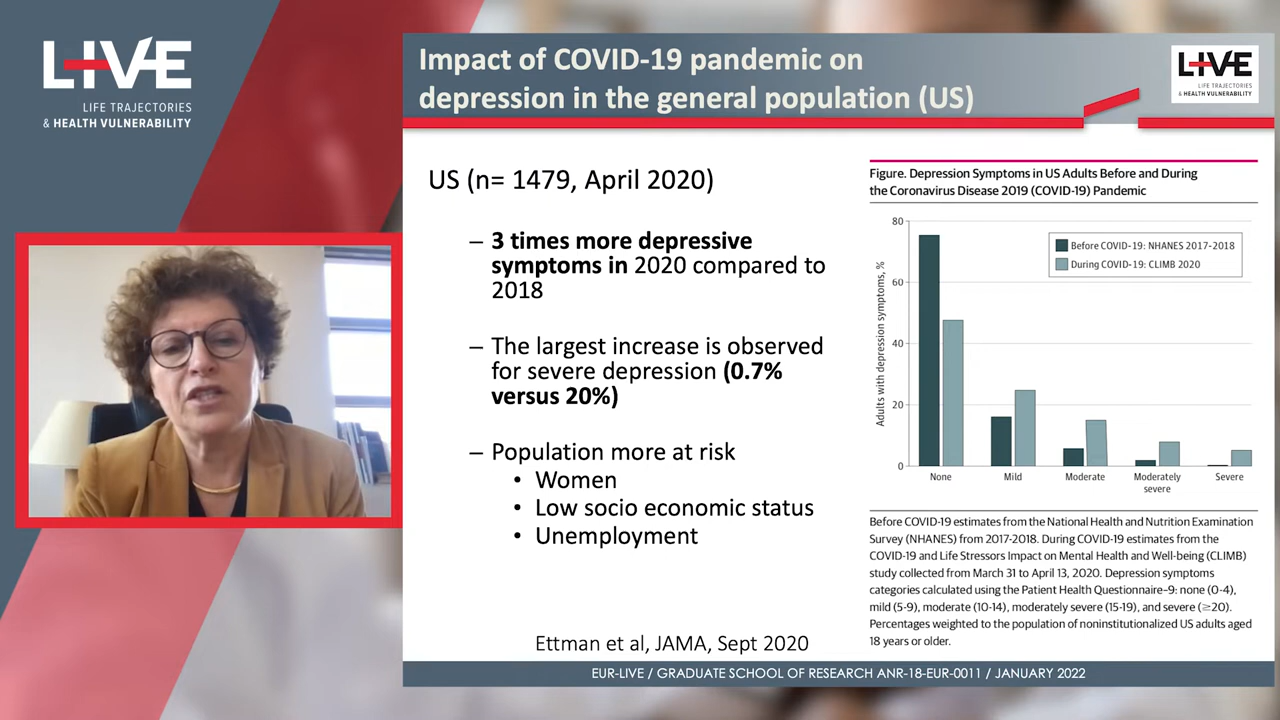 LIVE
LIFE TRAJECTORIES
& HEALTH VULNERABILITY
Impact of COVID-19 pandemic on
depression in the general population (US)
LIVE
LIFE TRAJECTORIES
& HEALTH VULNERABILITY
US (n= 1479, April 2020)
– 3 times more depressive
symptoms in 2020 compared to
2018
– The largest increase is observed
for severe depression (0.7%
versus 20%)
– Population more at risk
• Women
• Low socio economic status
• Unemployment
Ettman et al, JAMA, Sept 2020
Figure. Depression Symptoms in US Adults Before and During
the Coronavirus Disease 2019 (COVID-19) Pandemic
80
60
40
20
0
Adults with depression symptoms, %
Before COVID-19: NHANES 2017-2018
During COVID-19: CLIMB 2020
None
Mild
Moderate
Moderately
severe
Severe
Before COVID-19 estimates from the National Health and Nutrition Examination
Survey (NHANES) from 2017-2018. During COVID-19 estimates from the
COVID-19 and Life Stressors Impact on Mental Health and Well-being (CLIMB)
study collected from March 31 to April 13, 2020. Depression symptoms
categories calculated using the Patient Health Questionnaire-9: none (0-4),
mild (5-9), moderate (10-14), moderately severe (15-19), and severe (≥20).
Percentages weighted to the population of noninstitutionalized US adults aged
18 years or older.
EUR-LIVE / GRADUATE SCHOOL OF RESEARCH ANR-18-EUR-0011 / JANUARY 2022